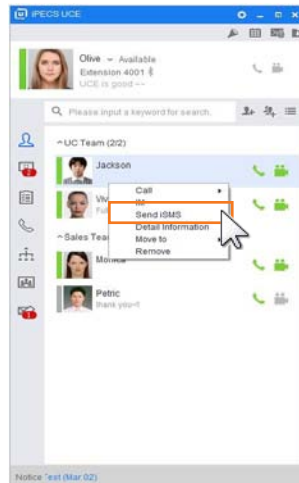 iPECS UCE
Olive ~ Available
Extension 4001
UCE is good ~~
Please input a keyword for search.
UC Team (2/2)
Jackson
Call
IM
Send iSMS
Detail Information
Move to
Remove
Sales Tea
Monica
Petric
thank you~!
Notice Test (Mar 02)